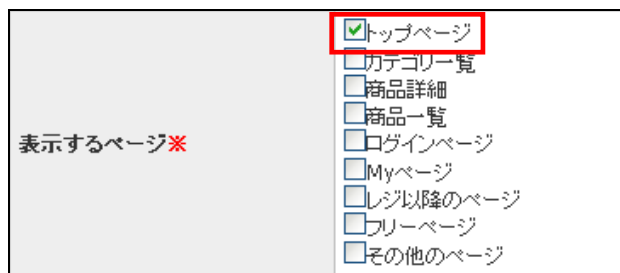 トップページ
カテゴリ一覧
商品詳細
商品一覧
表示するページ※
ログインページ
Myページ
レジ以降のページ
フリーページ
その他のページ